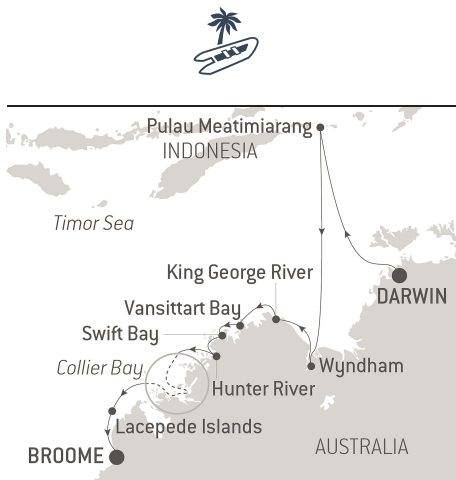 Pulau Meatimiarang
INDONESIA
Timor Sea
King George River
DARWIN
Vansittart Bay
Swift Bay
Collier Bay
Wyndham
Hunter River
Lacepede Islands
AUSTRALIA
BROOME